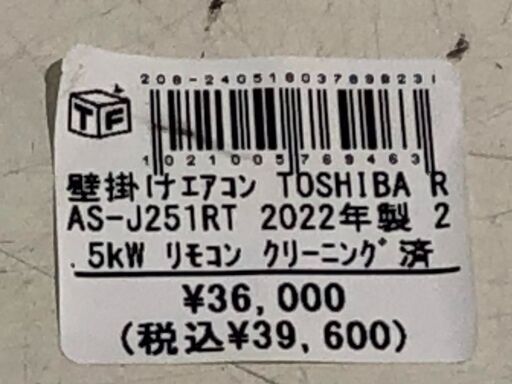 208-240518037899231
TF
1021005769463
壁掛けエアコン TOSHIBA R
AS-J251RT 2022年製 2
.5kW リモコン クリーニング済
¥36,000
(税込¥39,600)